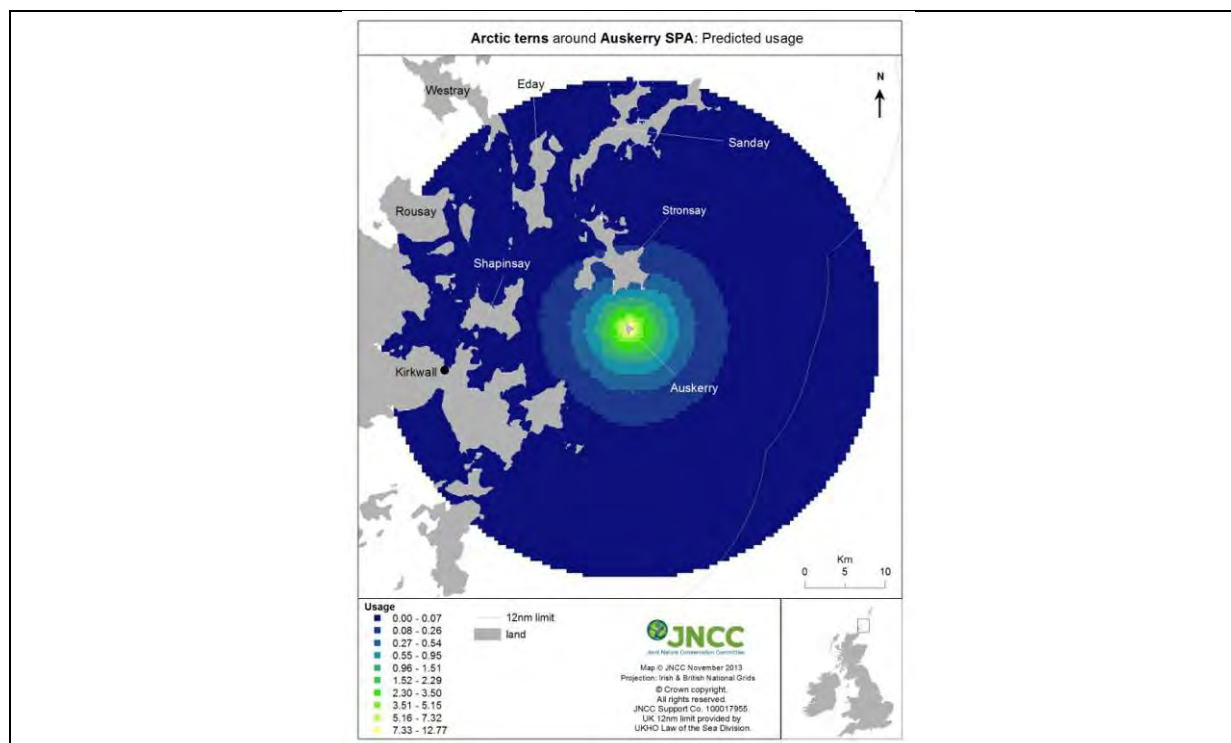 Arctic terns around Auskerry SPA: Predicted usage
Eday
Westray
N
Sanday
Rousay
Stronsay
Shapinsay
Kirkwall
Auskerry
Km
0 5 10
Usage
0.00 - 0.07
0.08 - 0.26
0.27 - 0.54
0.55 - 0.95
0.96 - 1.51
1.52 - 2.29
2.30 - 3.50
3.51 - 5.15
5.16 - 7.32
7.33 - 12.77
12nm limit
land
JNCC
Joint Nature Conservation Committee
Map © JNCC November 2013
Projection: Irish & British National Grids
© Crown copyright.
All rights reserved.
JNCC Support Co. 100017955.
UK 12nm limit provided by
UKHO Law of the Sea Division.